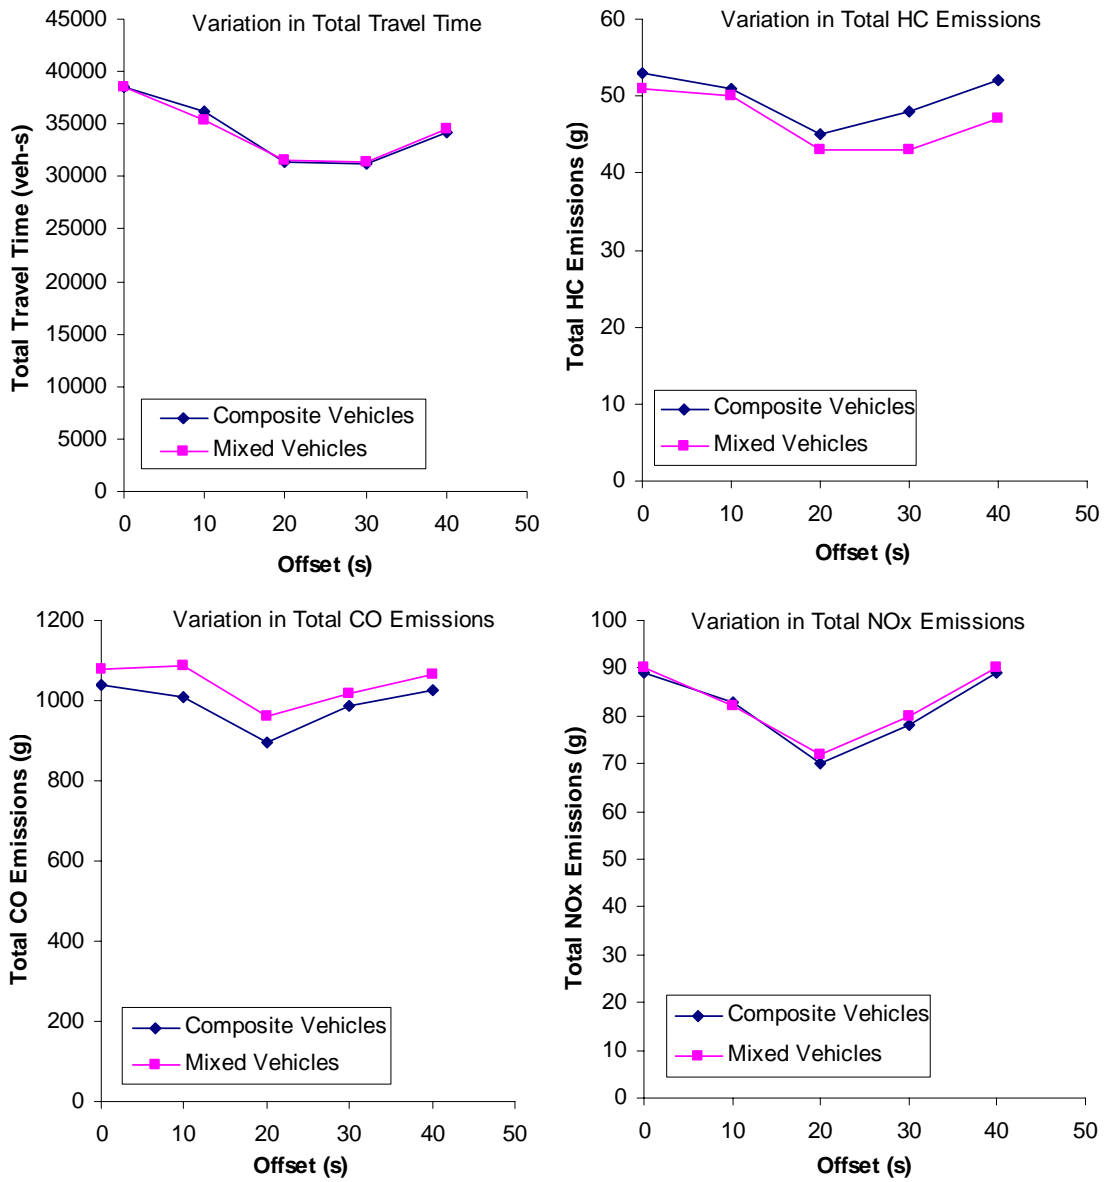 Variation in Total Travel Time
45000
40000
35000
30000
25000
20000
15000
10000
5000
0
Total Travel Time (veh-s)
Composite Vehicles
Mixed Vehicles
0 10 20 30 40 50
Offset (s)
Variation in Total HC Emissions
60
50
40
30
20
10
0
Total HC Emissions (g)
Composite Vehicles
Mixed Vehicles
0 10 20 30 40 50
Offset (s)
Variation in Total CO Emissions
1200
1000
800
600
400
200
0
Total CO Emissions (g)
Composite Vehicles
Mixed Vehicles
0 10 20 30 40 50
Offset (s)
Variation in Total NOx Emissions
100
90
80
70
60
50
40
30
20
10
0
Total NOx Emissions (g)
Composite Vehicles
Mixed Vehicles
0 10 20 30 40 50
Offset (s)